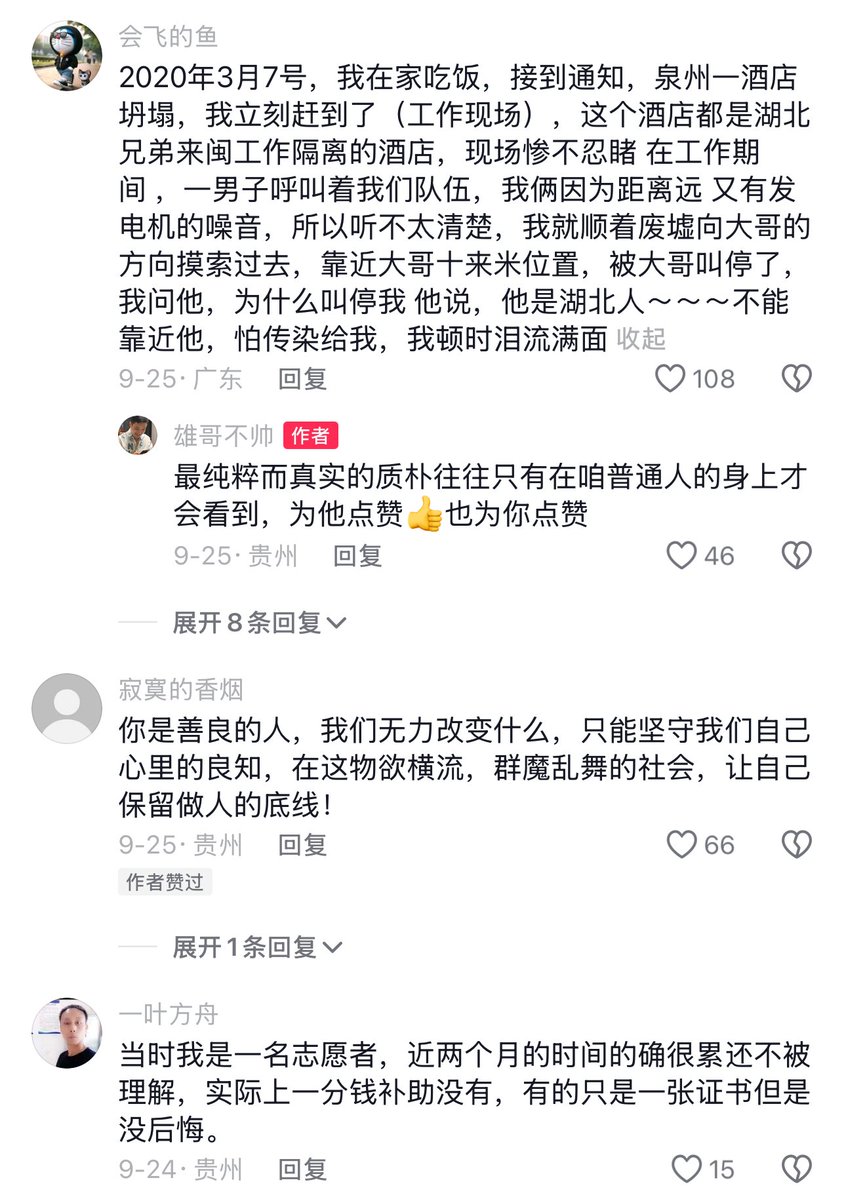 会飞的鱼
2020年3月7号，我在家吃饭，接到通知，泉州一酒店
坍塌，我立刻赶到了（工作现场），这个酒店都是湖北
兄弟来闽工作隔离的酒店，现场惨不忍睹 在工作期
间 ，一男子呼叫着我们队伍，我俩因为距离远 又有发
电机的噪音，所以听不太清楚，我就顺着废墟向大哥的
方向摸索过去，靠近大哥十来米位置，被大哥叫停了，
我问他，为什么叫停我 他说，他是湖北人～～～不能
靠近他，怕传染给我，我顿时泪流满面 收起
9-25· 广东 回复 108
雄哥不帅 作者
最纯粹而真实的质朴往往只有在咱普通人的身上才
会看到，为他点赞👍也为你点赞
9-25· 贵州 回复 46
展开8条回复
寂寞的香烟
你是善良的人，我们无力改变什么，只能坚守我们自己
心里的良知，在这物欲横流，群魔乱舞的社会，让自己
保留做人的底线！
9-25· 贵州 回复 66
作者赞过
展开1条回复
一叶方舟
当时我是一名志愿者，近两个月的时间的确很累还不被
理解，实际上一分钱补助没有，有的只是一张证书但是
没后悔。
9-24· 贵州 回复 15